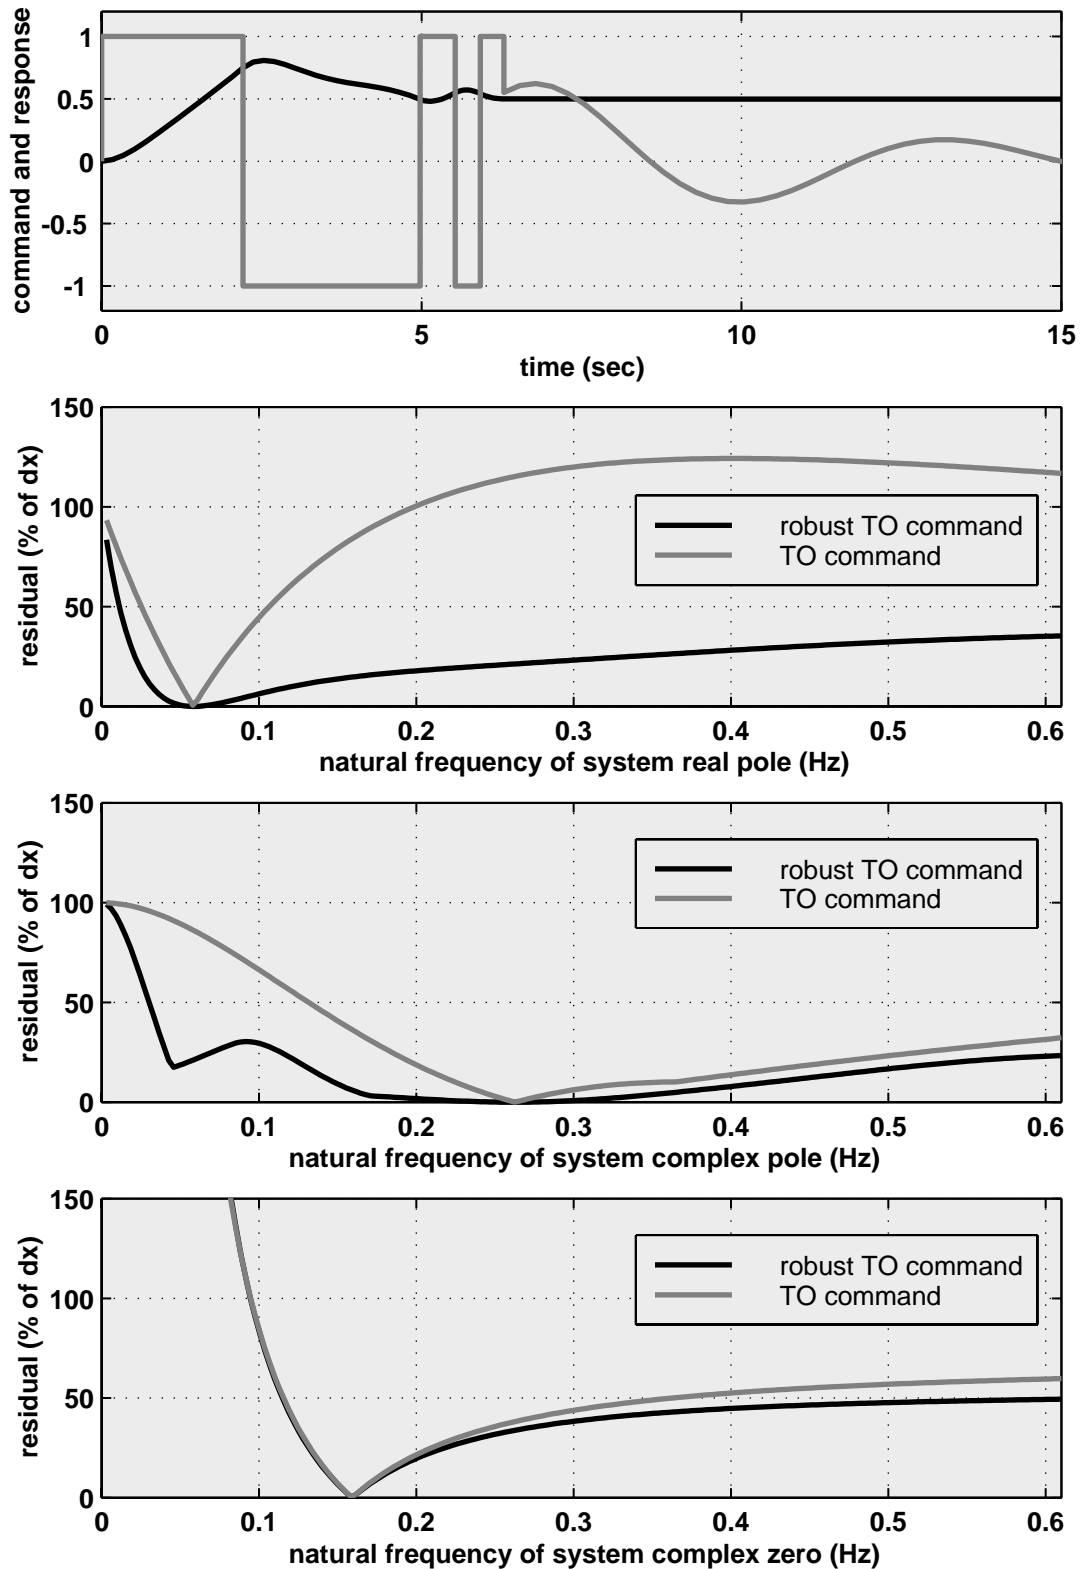 command and response
1
0.5
0
-0.5
-1
0 5 10 15
time (sec)
residual (% of dx)
150
100
50
0
robust TO command
TO command
0 0.1 0.2 0.3 0.4 0.5 0.6
natural frequency of system real pole (Hz)
residual (% of dx)
150
100
50
0
robust TO command
TO command
0 0.1 0.2 0.3 0.4 0.5 0.6
natural frequency of system complex pole (Hz)
residual (% of dx)
150
100
50
0
robust TO command
TO command
0 0.1 0.2 0.3 0.4 0.5 0.6
natural frequency of system complex zero (Hz)